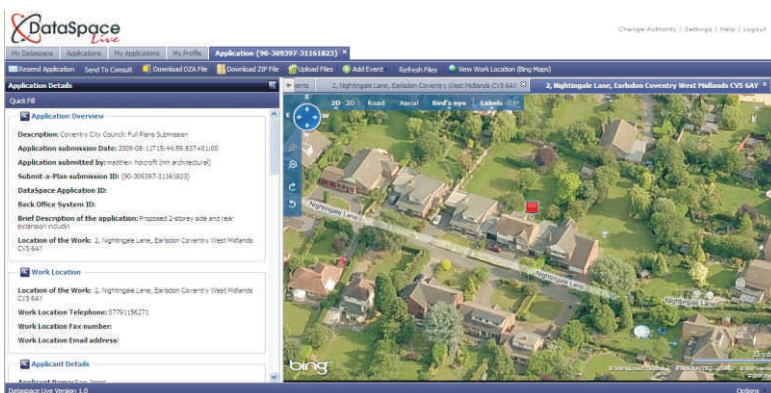 DataSpace
Live
Change Authority | Settings | Help | Logout
My Dataspace Applications My Applications My Profile Application (90-309397-31161823) ×
Resend Application Send To Consult Download DZA File Download ZIP File Upload Files Add Event Refresh Files View Work Location (Bing Maps)
Application Details
Quick Fill
Application Overview
Description: Coventry City Council: Full Plans Submission
Application submission Date: 2009-08-11T15:44:59.837+01:00
Application submitted by: matthew holcroft (mh architectural)
Submit-a-Plan submission ID: (90-309397-31161823)
DataSpace Application ID:
Back Office System ID:
Brief Description of the application: Proposed 2-storey side and rear
extension includin
Location of the Work: 2, Nightingale Lane, Earlsdon Coventry West Midlands
CV5 6AY
Work Location
Location of the Work: 2, Nightingale Lane, Earlsdon Coventry West Midlands
CV5 6AY
Work Location Telephone: 07791156271
Work Location Fax number:
Work Location Email address:
Applicant Details
Dataspace Live Version 1.0
ents 2, Nightingale Lane, Earlsdon Coventry West Midlands CV5 6AY 2, Nightingale Lane, Earlsdon Coventry West Midlands CV5 6AY ×
2D 3D Road Aerial Bird's eye Labels
W
Nightingale Lane
Nightingale Lane
Nightingale Lane
bing
Options